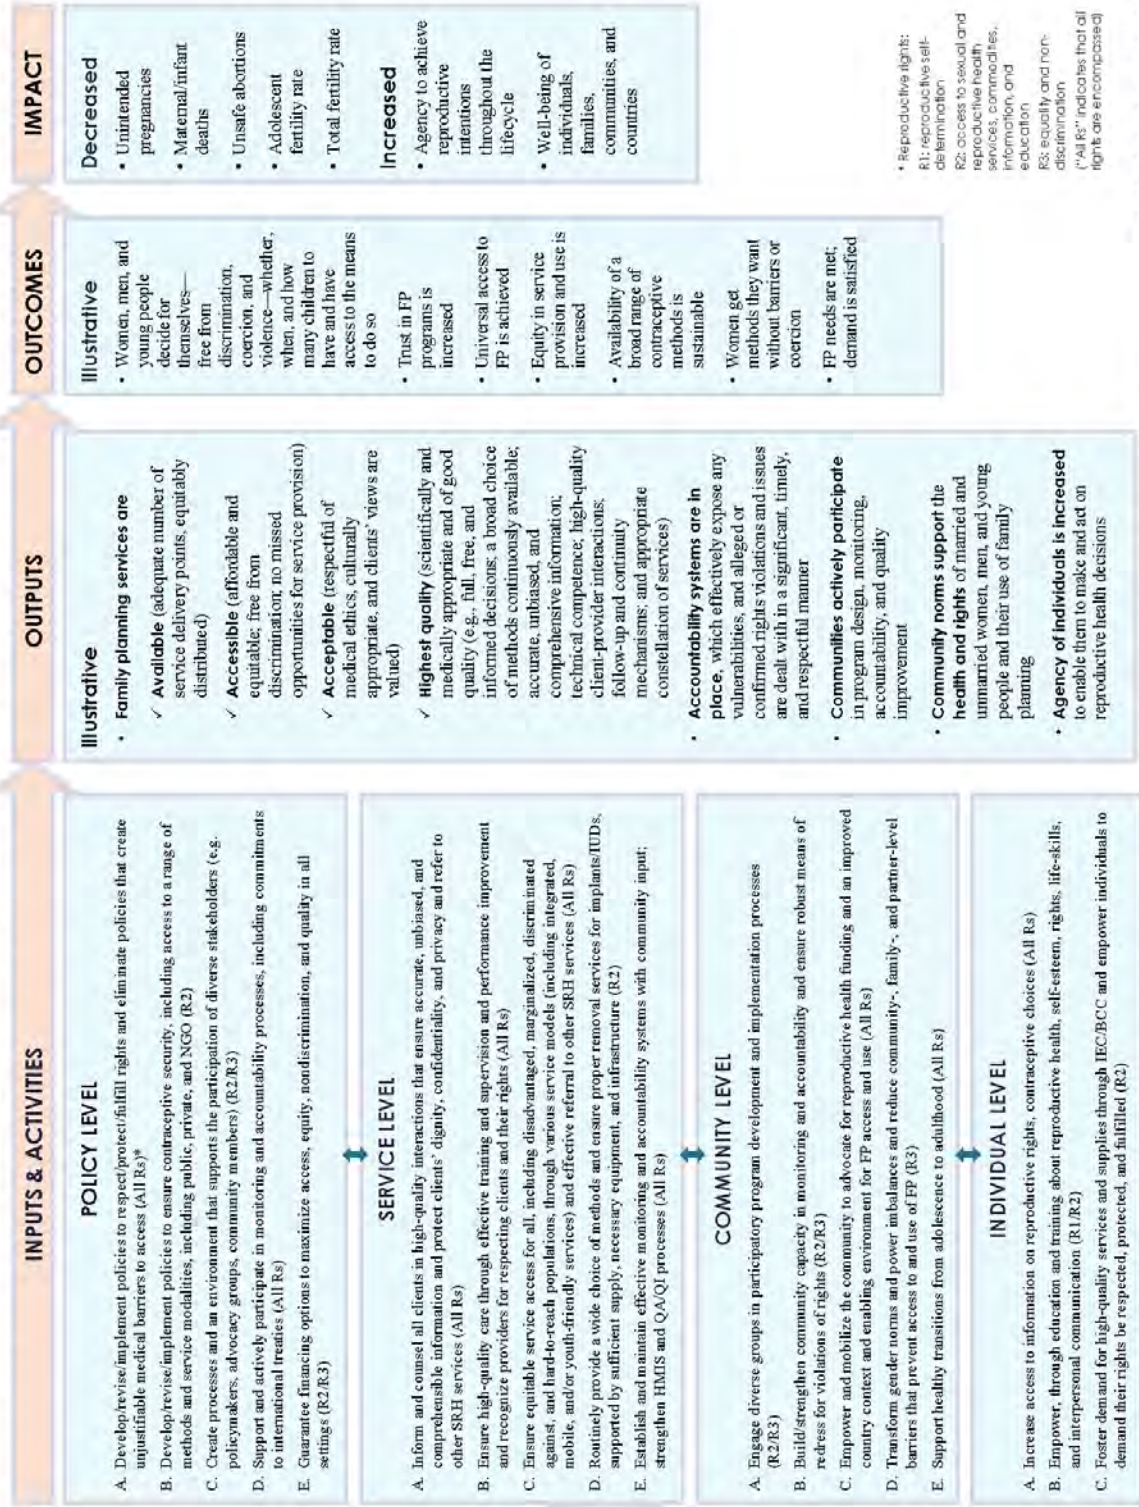 INPUTS & ACTIVITIES
POLICY LEVEL
A. Develop/revise/implement policies to respect/protect/fulfill rights and eliminate policies that create
unjustifiable medical barriers to access (All Rs)*
B. Develop/revise/implement policies to ensure contraceptive security, including access to a range of
methods and service modalities, including public, private, and NGO (R2)
C. Create processes and an environment that supports the participation of diverse stakeholders (e.g.
policymakers, advocacy groups, community members) (R2/R3)
D. Support and actively participate in monitoring and accountability processes, including commitments
to international treaties (All Rs)
E. Guarantee financing options to maximize access, equity, nondiscrimination, and quality in all
settings (R2/R3)
SERVICE LEVEL
A. Inform and counsel all clients in high-quality interactions that ensure accurate, unbiased, and
comprehensible information and protect clients' dignity, confidentiality, and privacy and refer to
other SRH services (All Rs)
B. Ensure high-quality care through effective training and supervision and performance improvement
and recognize providers for respecting clients and their rights (All Rs)
C. Ensure equitable service access for all, including disadvantaged, marginalized, discriminated
against, and hard-to-reach populations, through various service models (including integrated,
mobile, and/or youth-friendly services) and effective referral to other SRH services (All Rs)
D. Routinely provide a wide choice of methods and ensure proper removal services for implants/IUDs,
supported by sufficient supply, necessary equipment, and infrastructure (R2)
E. Establish and maintain effective monitoring and accountability systems with community input;
strengthen HMIS and QA/QI processes (All Rs)
COMMUNITY LEVEL
A. Engage diverse groups in participatory program development and implementation processes
(R2/R3)
B. Build/strengthen community capacity in monitoring and accountability and ensure robust means of
redress for violations of rights (R2/R3)
C. Empower and mobilize the community to advocate for reproductive health funding and an improved
country context and enabling environment for FP access and use (All Rs)
D. Transform gender norms and power imbalances and reduce community-, family-, and partner-level
barriers that prevent access to and use of FP (R3)
E. Support healthy transitions from adolescence to adulthood (All Rs)
INDIVIDUAL LEVEL
A. Increase access to information on reproductive rights, contraceptive choices (All Rs)
B. Empower, through education and training about reproductive health, self-esteem, rights, life-skills,
and interpersonal communication (R1/R2)
C. Foster demand for high-quality services and supplies through IEC/BCC and empower individuals to
demand their rights be respected, protected, and fulfilled (R2)
OUTPUTS
Illustrative
• Family planning services are
✓ Available (adequate number of
service delivery points, equitably
distributed)
✓ Accessible (affordable and
equitable; free from
discrimination; no missed
opportunities for service provision)
✓ Acceptable (respectful of
medical ethics, culturally
appropriate, and clients' views are
valued)
✓ Highest quality (scientifically and
medically appropriate and of good
quality (e.g., full, free, and
informed decisions; a broad choice
of methods continuously available;
accurate, unbiased, and
comprehensive information;
technical competence; high-quality
client-provider interactions;
follow-up and continuity
mechanisms; and appropriate
constellation of services)
• Accountability systems are in
place, which effectively expose any
vulnerabilities, and alleged or
confirmed rights violations and issues
are dealt with in a significant, timely,
and respectful manner
• Communities actively participate
in program design, monitoring,
accountability, and quality
improvement
• Community norms support the
health and rights of married and
unmarried women, men, and young
people and their use of family
planning
• Agency of individuals is increased
to enable them to make and act on
reproductive health decisions
OUTCOMES
Illustrative
• Women, men, and
young people
decide for
themselves—
free from
discrimination,
coercion, and
violence—whether,
when, and how
many children to
have and have
access to the means
to do so
• Trust in FP
programs is
increased
• Universal access to
FP is achieved
• Equity in service
provision and use is
increased
• Availability of a
broad range of
contraceptive
methods is
sustainable
• Women get
methods they want
without barriers or
coercion
• FP needs are met;
demand is satisfied
IMPACT
Decreased
• Unintended
pregnancies
• Maternal/infant
deaths
• Unsafe abortions
• Adolescent
fertility rate
• Total fertility rate
Increased
• Agency to achieve
reproductive
intentions
throughout the
lifecycle
• Well-being of
individuals,
families,
communities, and
countries
* Reproductive rights:
R1: reproductive self-
determination
R2: access to sexual and
reproductive health
services, commodities,
information, and
education
R3: equality and non-
discrimination
("All Rs" indicates that all
rights are encompassed)